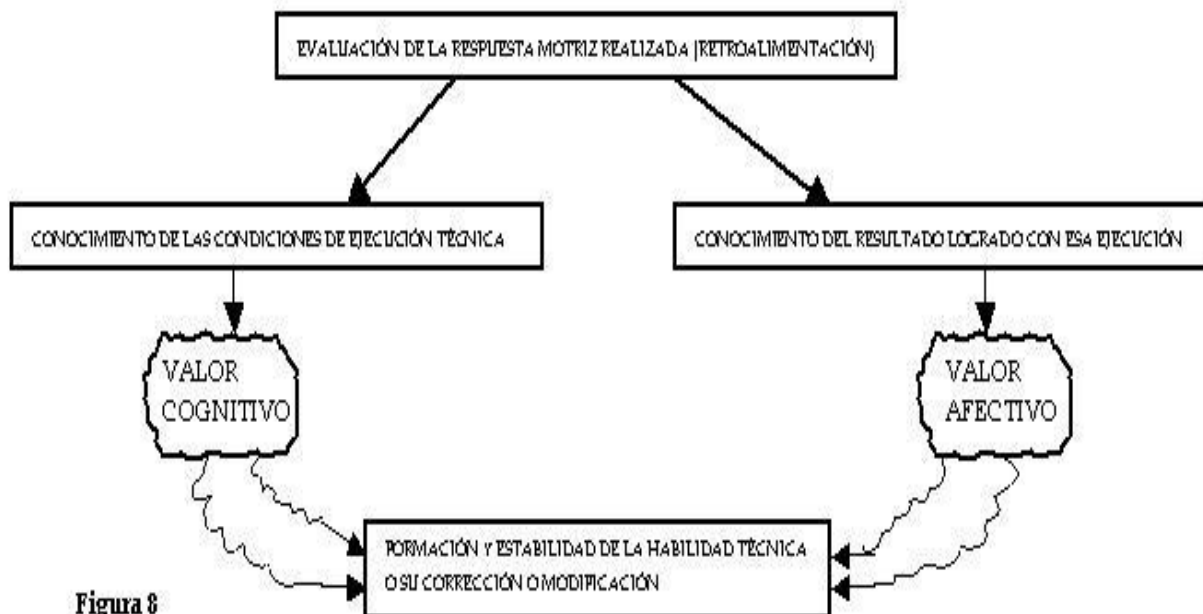 EVALUACIÓN DE LA RESPUESTA MOTRIZ REALIZADA (RETROALIMENTACIÓN)
CONOCIMIENTO DE LAS CONDICIONES DE EJECUCIÓN TÉCNICA
CONOCIMIENTO DEL RESULTADO LOGRADO CON ESA EJECUCIÓN
VALOR
COGNITIVO
VALOR
AFECTIVO
FORMACIÓN Y ESTABILIDAD DE LA HABILIDAD TÉCNICA
O SU CORRECCIÓN O MODIFICACIÓN
Figura 8